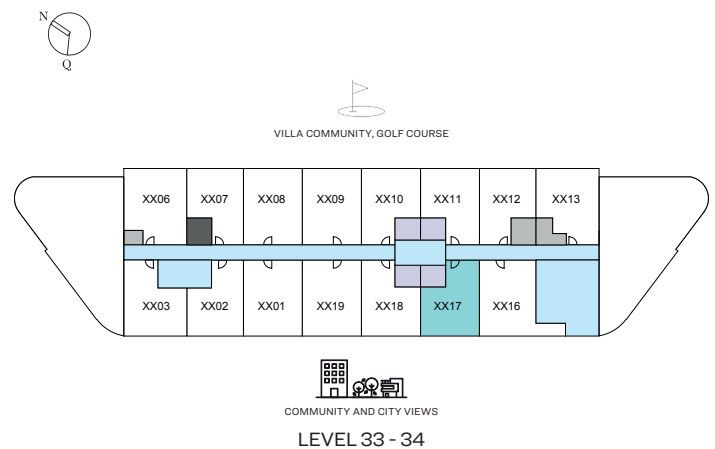 N
Q
VILLA COMMUNITY, GOLF COURSE
XX06 XX07 XX08 XX09 XX10 XX11 XX12 XX13
XX03 XX02 XX01 XX19 XX18 XX17 XX16
COMMUNITY AND CITY VIEWS
LEVEL 33 - 34